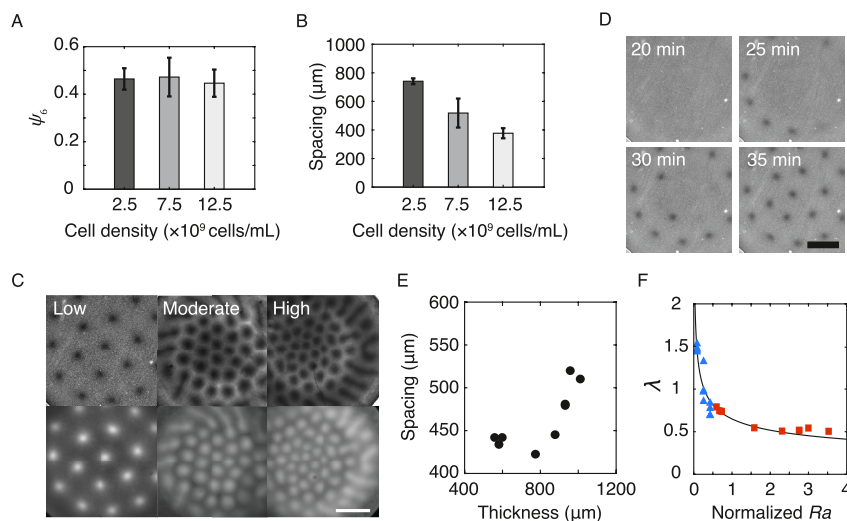 A
0.6
0.4
0.2
0
ψ6
2.5
7.5
12.5
Cell density (×10⁹ cells/mL)
B
1000
800
600
400
200
0
Spacing (µm)
2.5
7.5
12.5
Cell density (×10⁹ cells/mL)
D
20 min
25 min
30 min
35 min
C
Low
Moderate
High
E
600
550
500
450
400
Spacing (µm)
400
800
1200
Thickness (µm)
F
2
1.5
1
0.5
0
λ
0
1
2
3
4
Normalized Ra